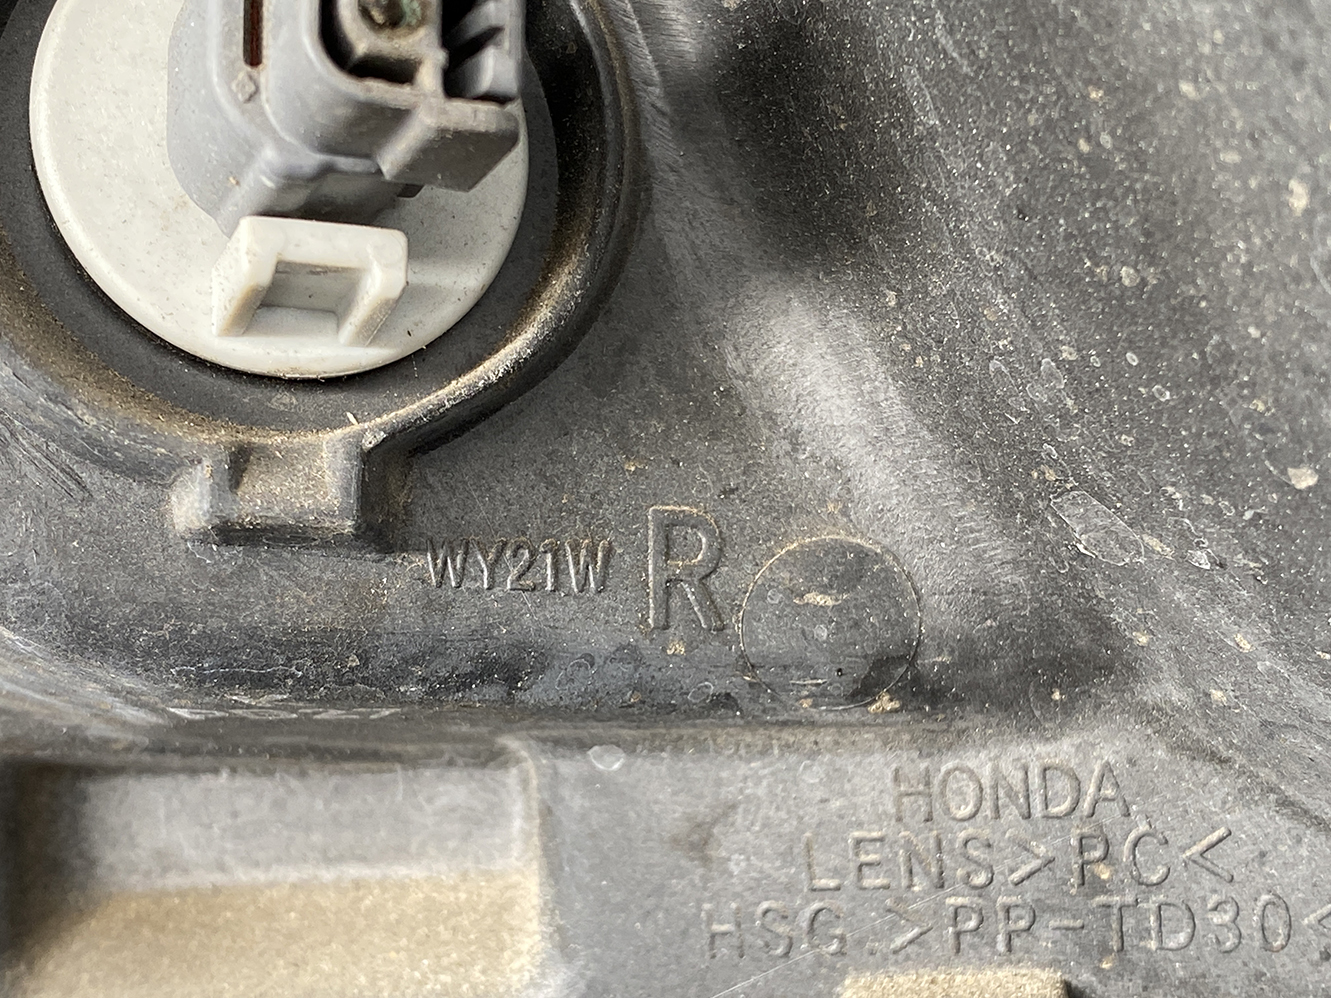 WY21W R
HONDA
LENS>PC<
HSG.>PP-TD30<